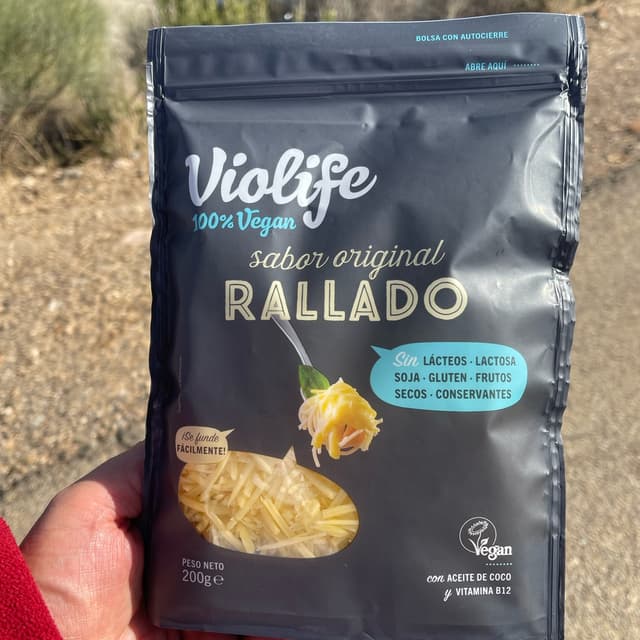 BOLSA CON AUTOCIERRE
ABRE AQUÍ
Violife
100% Vegan
sabor original
RALLADO
Sin LÁCTEOS · LACTOSA
SOJA · GLUTEN · FRUTOS
SECOS · CONSERVANTES
¡Se funde
FÁCILMENTE!
Vegan
PESO NETO
200g e
con ACEITE DE COCO
y VITAMINA B12